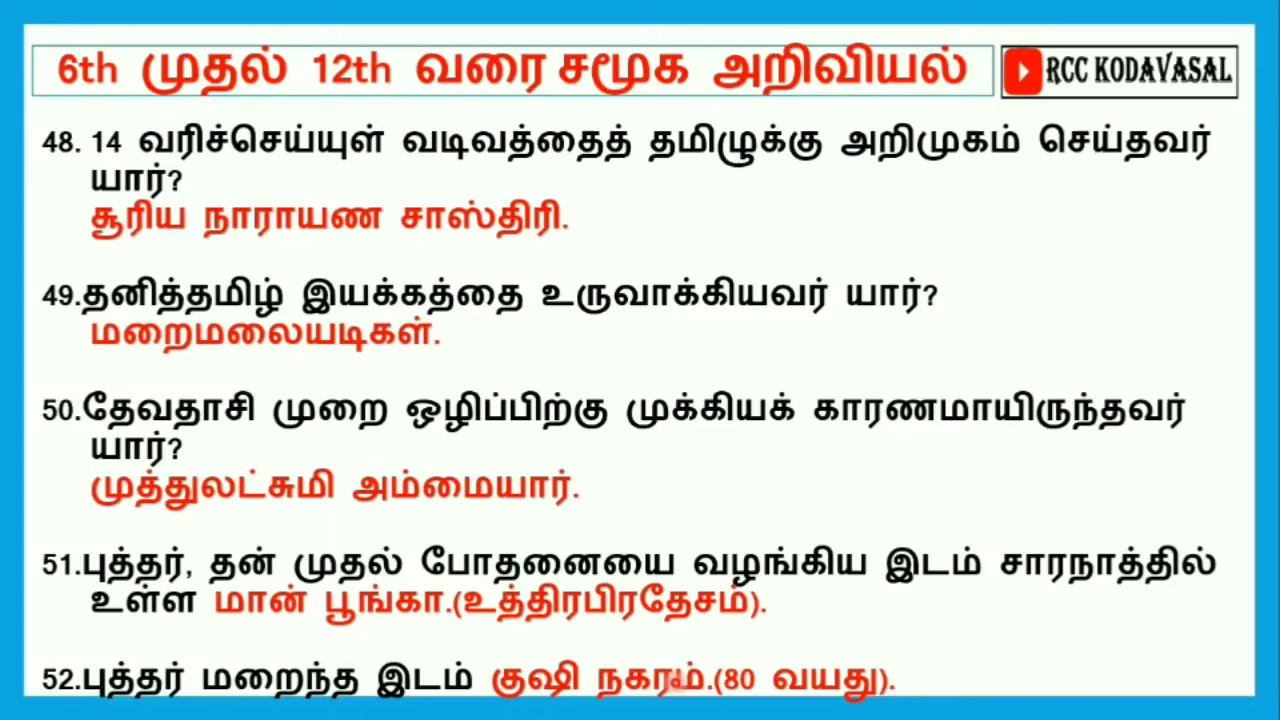 6th முதல் 12th வரை சமூக அறிவியல்
RCC KODAVASAL
48. 14 வரிச்செய்யுள் வடிவத்தைத் தமிழுக்கு அறிமுகம் செய்தவர்
யார்?
சூரிய நாராயண சாஸ்திரி.
49.தனித்தமிழ் இயக்கத்தை உருவாக்கியவர் யார்?
மறைமலையடிகள்.
50.தேவதாசி முறை ஒழிப்பிற்கு முக்கியக் காரணமாயிருந்தவர்
யார்?
முத்துலட்சுமி அம்மையார்.
51.புத்தர், தன் முதல் போதனையை வழங்கிய இடம் சாரநாத்தில்
உள்ள மான் பூங்கா.(உத்திரபிரதேசம்).
52.புத்தர் மறைந்த இடம் குஷி நகரம்.(80 வயது).